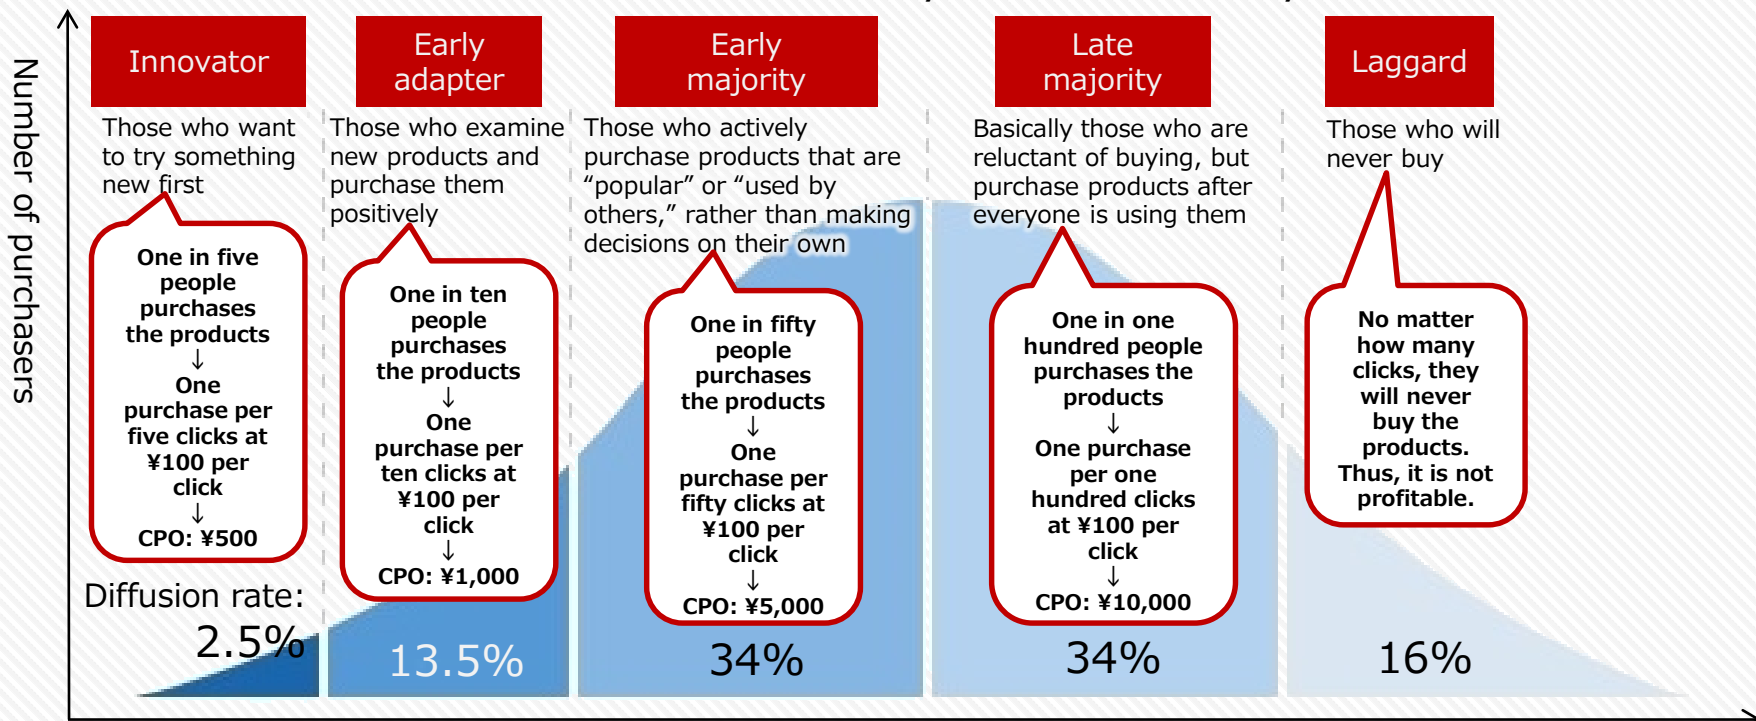 Number of purchasers
Innovator
Those who want
to try something
new first
One in five
people
purchases
the products
↓
One
purchase per
five clicks at
¥100 per
click
↓
CPO: ¥500
Diffusion rate:
2.5%
Early
adapter
Those who examine
new products and
purchase them
positively
One in ten
people
purchases
the products
↓
One
purchase per
ten clicks at
¥100 per
click
↓
CPO: ¥1,000
13.5%
Early
majority
Those who actively
purchase products that are
“popular” or “used by
others,” rather than making
decisions on their own
One in fifty
people
purchases
the products
↓
One
purchase per
fifty clicks at
¥100 per
click
↓
CPO: ¥5,000
34%
Late
majority
Basically those who are
reluctant of buying, but
purchase products after
everyone is using them
One in one
hundred people
purchases the
products
↓
One purchase
per one
hundred clicks
at ¥100 per
click
↓
CPO: ¥10,000
34%
Laggard
Those who will
never buy
No matter
how many
clicks, they
will never
buy the
products.
Thus, it is not
profitable.
16%